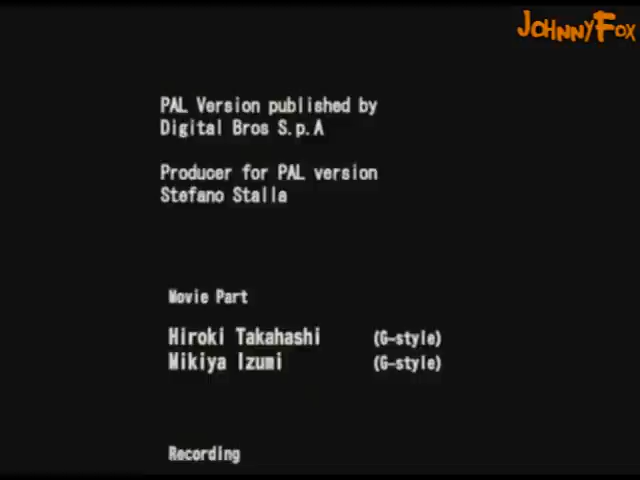 JOHNNYFOX
PAL Version published by
Digital Bros S.p.A
Producer for PAL version
Stefano Stalla
Movie Part
Hiroki Takahashi (G-style)
Mikiya Izumi (G-style)
Recording